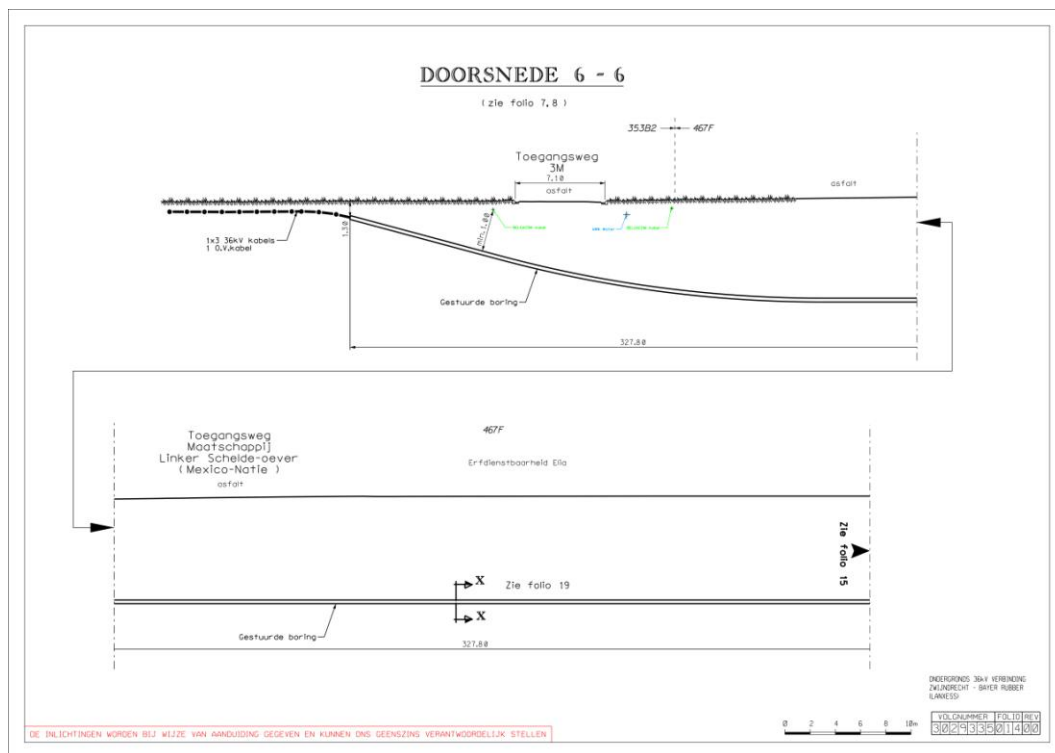 DOORSNEDE 6 - 6
(zie folio 7,8)
353B2
467F
Toegangsweg
3M
7.10
asfalt
asfalt
1x3 36kV kabels
1 O.V.kabel
1.30
min.1.00
Gestuurde boring
327.80
Toegangsweg
Maatschappij
Linker Schelde-oever
(Mexico-Natie)
asfalt
467F
Erfdienstbaarheid Elia
Zie folio 15
X
Zie folio 19
X
Gestuurde boring
327.80
ONDERGRONDS 36kV VERBINDING
ZWIJNDRECHT - BAYER RUBBER
(LANXESS)
0 2 4 6 8 10m
VOLGNUMMER FOLIO REV
3029335 014 00
DE INLICHTINGEN WORDEN BIJ WIJZE VAN AANDUIDING GEGEVEN EN KUNNEN ONS GEENSZINS VERANTWOORDELIJK STELLEN